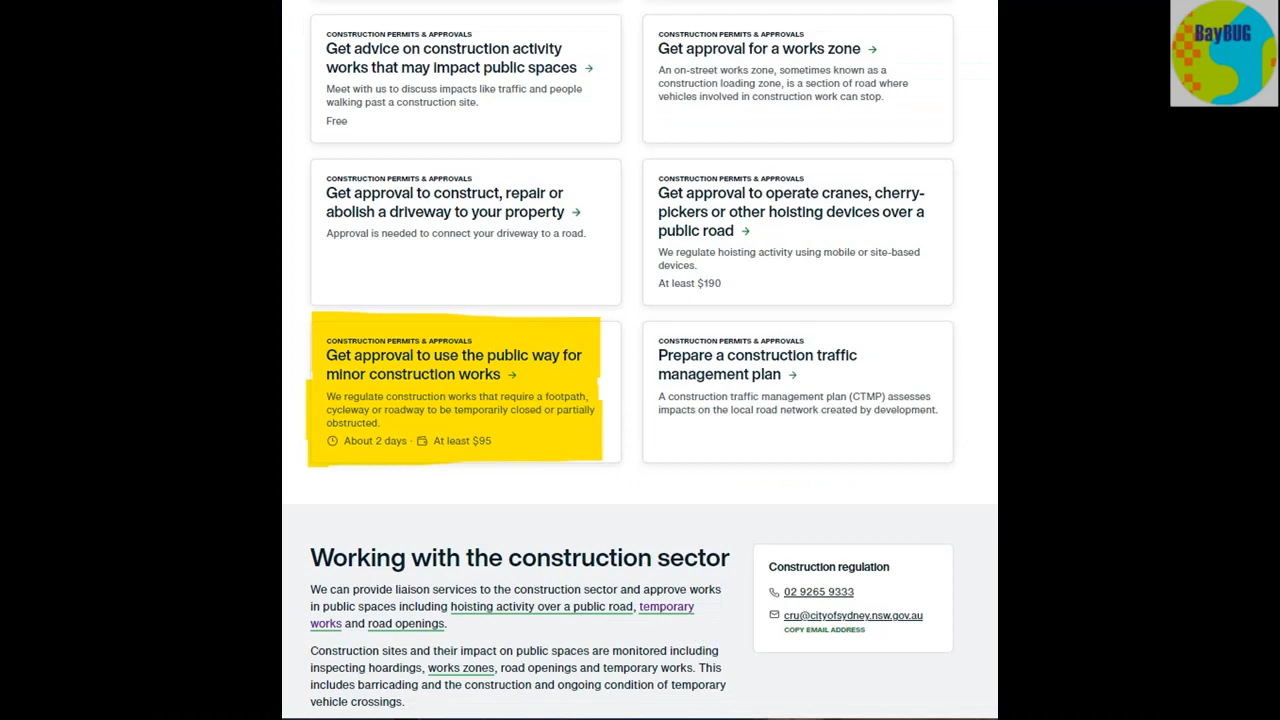 BayBUG
CONSTRUCTION PERMITS & APPROVALS
Get advice on construction activity
works that may impact public spaces →
Meet with us to discuss impacts like traffic and people
walking past a construction site.
Free
CONSTRUCTION PERMITS & APPROVALS
Get approval for a works zone →
An on-street works zone, sometimes known as a
construction loading zone, is a section of road where
vehicles involved in construction work can stop.
CONSTRUCTION PERMITS & APPROVALS
Get approval to construct, repair or
abolish a driveway to your property →
Approval is needed to connect your driveway to a road.
CONSTRUCTION PERMITS & APPROVALS
Get approval to operate cranes, cherry-
pickers or other hoisting devices over a
public road →
We regulate hoisting activity using mobile or site-based
devices.
At least $190
CONSTRUCTION PERMITS & APPROVALS
Get approval to use the public way for
minor construction works →
We regulate construction works that require a footpath,
cycleway or roadway to be temporarily closed or partially
obstructed.
About 2 days · At least $95
CONSTRUCTION PERMITS & APPROVALS
Prepare a construction traffic
management plan →
A construction traffic management plan (CTMP) assesses
impacts on the local road network created by development.
Working with the construction sector
We can provide liaison services to the construction sector and approve works
in public spaces including hoisting activity over a public road, temporary
works and road openings.
Construction sites and their impact on public spaces are monitored including
inspecting hoardings, works zones, road openings and temporary works. This
includes barricading and the construction and ongoing condition of temporary
vehicle crossings.
Construction regulation
02 9265 9333
cru@cityofsydney.nsw.gov.au
COPY EMAIL ADDRESS